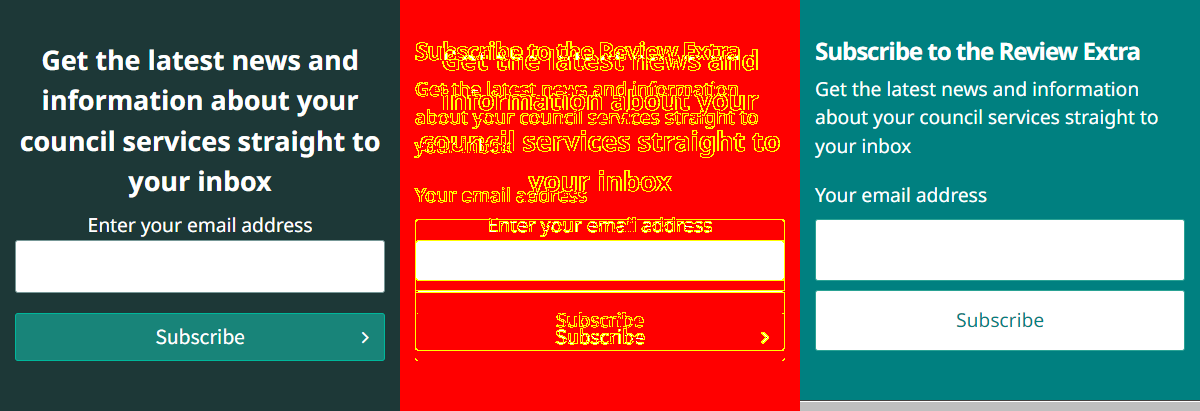 Get the latest news and
information about your
council services straight to
your inbox
Enter your email address
Subscribe
Subscribe to the Review Extra
Get the latest news and
Get the latest news and information
information about your
about your council services straight to
council services straight to
your inbox
your inbox
Your email address
Enter your email address
Subscribe
Subscribe
Subscribe to the Review Extra
Get the latest news and information
about your council services straight to
your inbox
Your email address
Subscribe